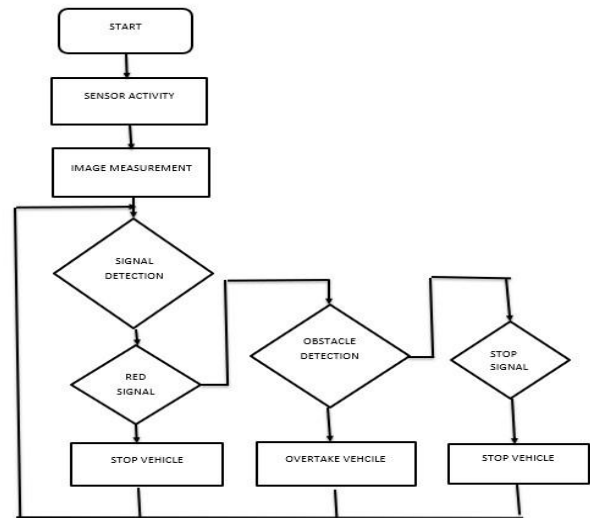 START
SENSOR ACTIVITY
IMAGE MEASUREMENT
SIGNAL
DETECTION
OBSTACLE
DETECTION
STOP
SIGNAL
RED
SIGNAL
STOP VEHICLE
OVERTAKE VEHCILE
STOP VEHICLE